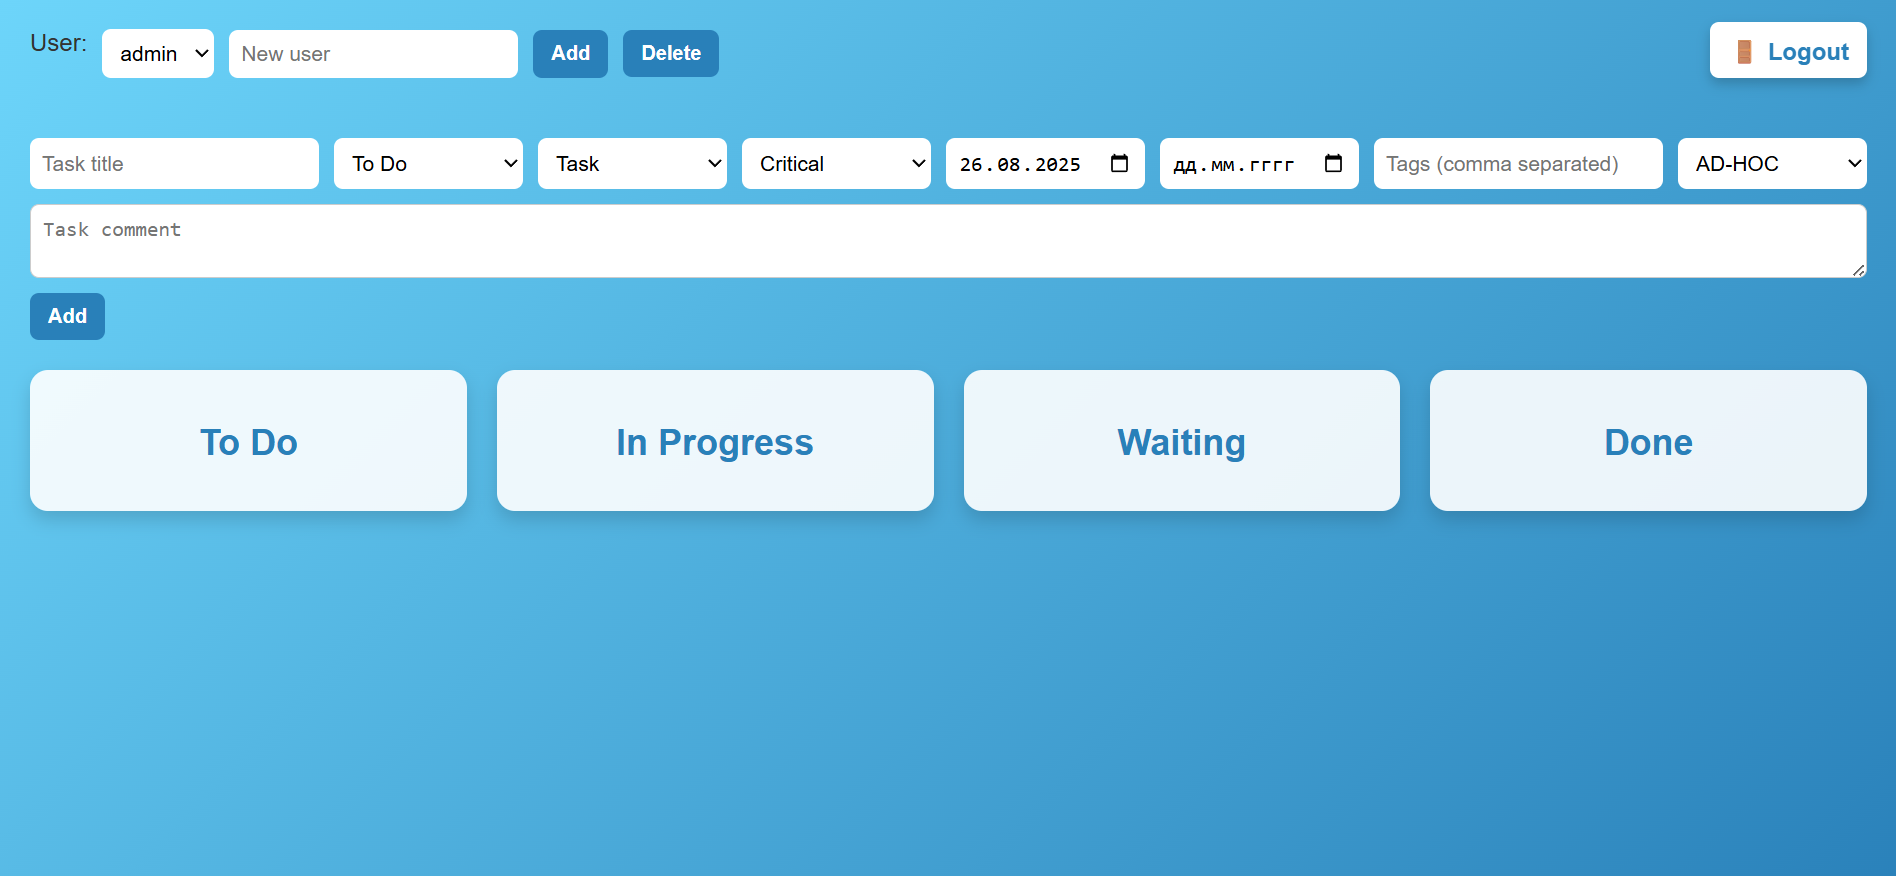 User: admin New user Add Delete Logout
Task title To Do Task Critical 26.08.2025 дд.мм.гггг Tags (comma separated) AD-HOC
Task comment
Add
To Do In Progress Waiting Done